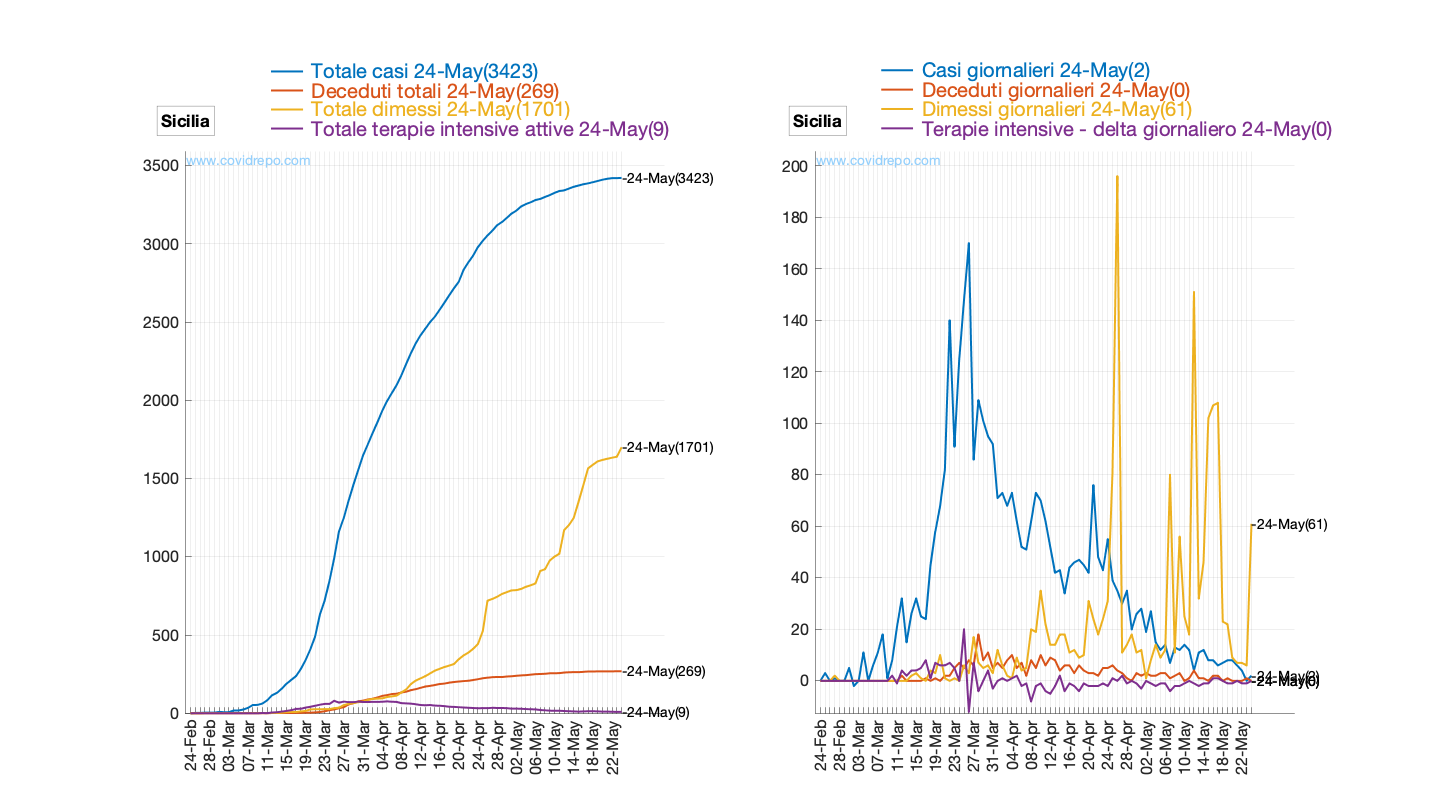 Totale casi 24-May(3423)
Deceduti totali 24-May(269)
Totale dimessi 24-May(1701)
Totale terapie intensive attive 24-May(9)
Sicilia
www.covidrepo.com
3500
3000
2500
2000
1500
1000
500
0
-24-May(3423)
-24-May(1701)
-24-May(269)
-24-May(9)
24-Feb
28-Feb
03-Mar
07-Mar
11-Mar
15-Mar
19-Mar
23-Mar
27-Mar
31-Mar
04-Apr
08-Apr
12-Apr
16-Apr
20-Apr
24-Apr
28-Apr
02-May
06-May
10-May
14-May
18-May
22-May
Casi giornalieri 24-May(2)
Deceduti giornalieri 24-May(0)
Dimessi giornalieri 24-May(61)
Terapie intensive - delta giornaliero 24-May(0)
Sicilia
www.covidrepo.com
200
180
160
140
120
100
80
60
40
20
0
-24-May(61)
24-Feb
28-Feb
03-Mar
07-Mar
11-Mar
15-Mar
19-Mar
23-Mar
27-Mar
31-Mar
04-Apr
08-Apr
12-Apr
16-Apr
20-Apr
24-Apr
28-Apr
02-May
06-May
10-May
14-May
18-May
22-May